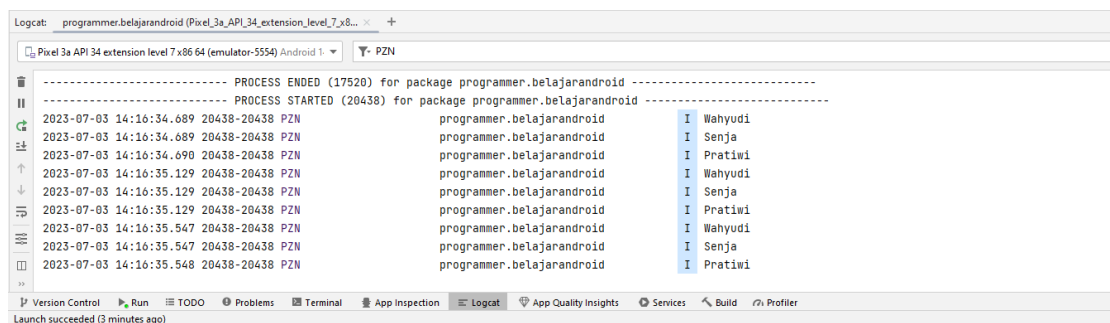 Logcat: programmer.belajarandroid (Pixel_3a_API_34_extension_level_7_x8... × +
Pixel 3a API 34 extension level 7 x86 64 (emulator-5554) Android 1 PZN
---------------------------- PROCESS ENDED (17520) for package programmer.belajarandroid ----------------------------
---------------------------- PROCESS STARTED (20438) for package programmer.belajarandroid ----------------------------
2023-07-03 14:16:34.689 20438-20438 PZN programmer.belajarandroid I Wahyudi
2023-07-03 14:16:34.689 20438-20438 PZN programmer.belajarandroid I Senja
2023-07-03 14:16:34.690 20438-20438 PZN programmer.belajarandroid I Pratiwi
2023-07-03 14:16:35.129 20438-20438 PZN programmer.belajarandroid I Wahyudi
2023-07-03 14:16:35.129 20438-20438 PZN programmer.belajarandroid I Senja
2023-07-03 14:16:35.129 20438-20438 PZN programmer.belajarandroid I Pratiwi
2023-07-03 14:16:35.547 20438-20438 PZN programmer.belajarandroid I Wahyudi
2023-07-03 14:16:35.547 20438-20438 PZN programmer.belajarandroid I Senja
2023-07-03 14:16:35.548 20438-20438 PZN programmer.belajarandroid I Pratiwi
Version Control Run TODO Problems Terminal App Inspection Logcat App Quality Insights Services Build Profiler
Launch succeeded (3 minutes ago)